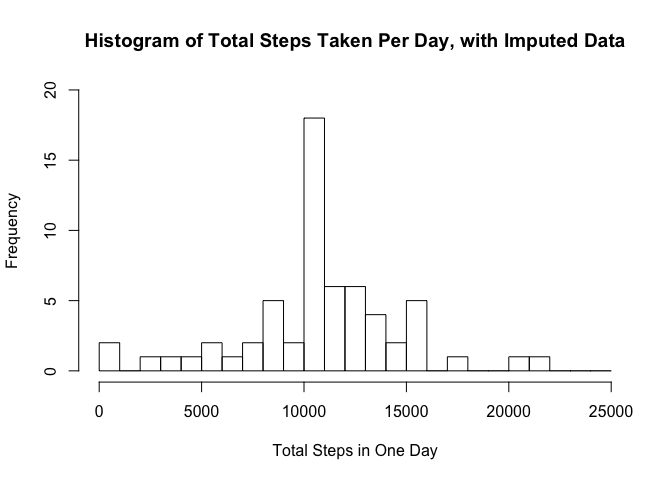 Histogram of Total Steps Taken Per Day, with Imputed Data
Frequency
20
15
10
5
0
0 5000 10000 15000 20000 25000
Total Steps in One Day